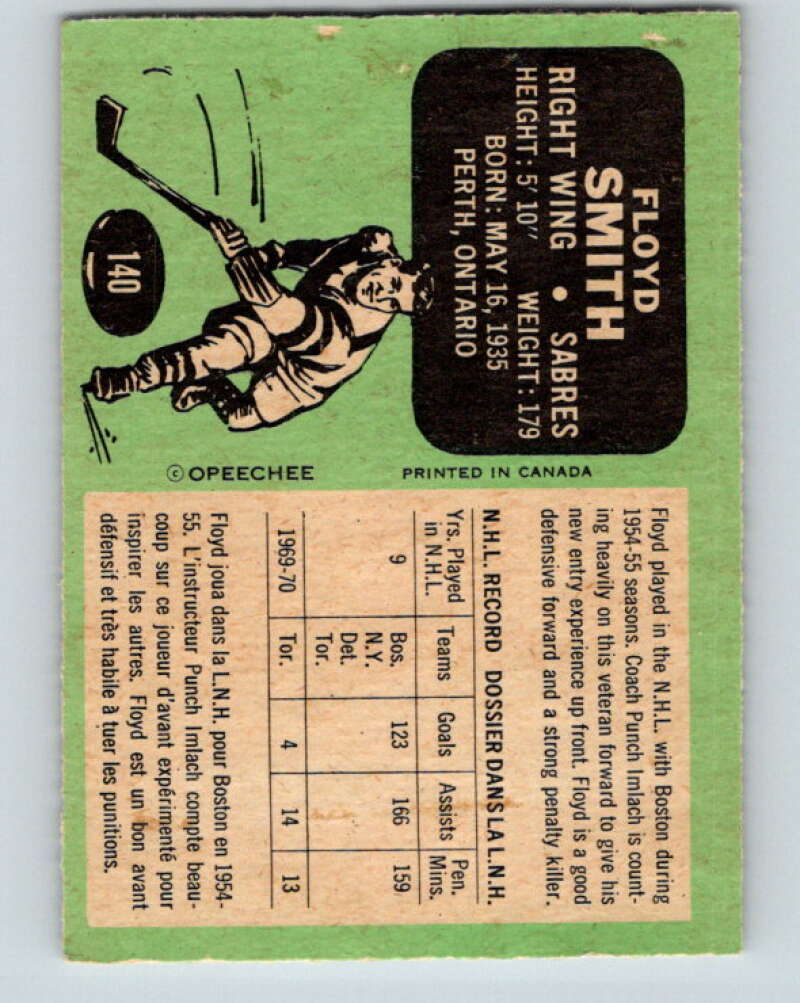 FLOYD
SMITH
RIGHT WING • SABRES
HEIGHT: 5' 10" WEIGHT: 179
BORN: MAY 16, 1935
PERTH, ONTARIO
140
© OPEECHEE
PRINTED IN CANADA
Floyd played in the N.H.L. with Boston during
1954-55 seasons. Coach Punch Imlach is count-
ing heavily on this veteran forward to give his
new entry experience up front. Floyd is a good
defensive forward and a strong penalty killer.
N.H.L. RECORD DOSSIER DANS LA L.N.H.
Yrs. Played in N.H.L. Teams Goals Assists Pen. Mins.
9 Bos. 123 166 159
N.Y.
Det.
Tor.
1969-70 Tor. 4 14 13
Floyd joua dans la L.N.H. pour Boston en 1954-
55. L'instructeur Punch Imlach compte beau-
coup sur ce joueur d'avant expérimenté pour
inspirer les autres. Floyd est un bon avant
défensif et très habile à tuer les punitions.